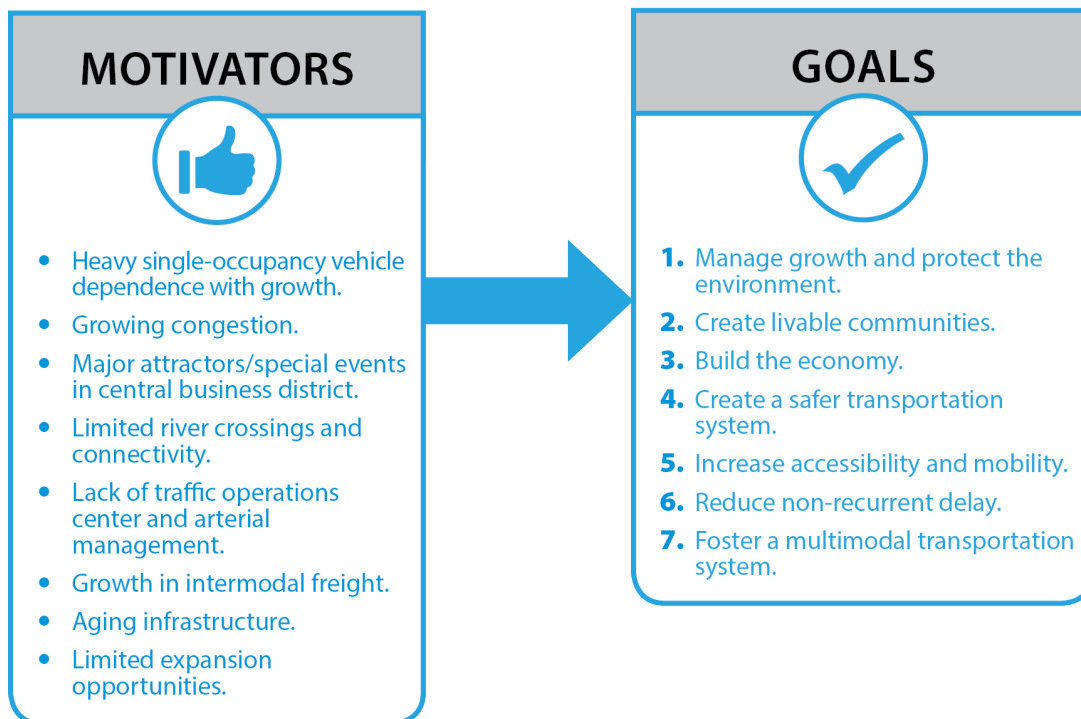 MOTIVATORS
• Heavy single-occupancy vehicle
dependence with growth.
• Growing congestion.
• Major attractors/special events
in central business district.
• Limited river crossings and
connectivity.
• Lack of traffic operations
center and arterial
management.
• Growth in intermodal freight.
• Aging infrastructure.
• Limited expansion
opportunities.
GOALS
1. Manage growth and protect the
environment.
2. Create livable communities.
3. Build the economy.
4. Create a safer transportation
system.
5. Increase accessibility and mobility.
6. Reduce non-recurrent delay.
7. Foster a multimodal transportation
system.